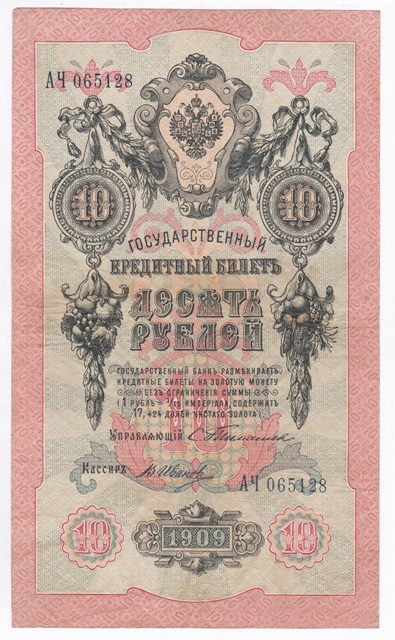 АЧ 065128
10 10
ГОСУДАРСТВЕННЫЙ
КРЕДИТНЫЙ БИЛЕТЪ
ДЕСЯТЬ
РУБЛЕЙ
ГОСУДАРСТВЕННЫЙ БАНКЪ РАЗМѢНИВАЕТЪ
КРЕДИТНЫЕ БИЛЕТЫ НА ЗОЛОТУЮ МОНЕТУ
БЕЗЪ ОГРАНИЧЕНІЯ СУММЫ
(1 РУБЛЬ = 1/15 ИМПЕРІАЛА, СОДЕРЖИТЪ
17,424 ДОЛЕЙ ЧИСТАГО ЗОЛОТА).
10
УПРАВЛЯЮЩІЙ
КАССИРЪ
АЧ 065128
10 1909 10